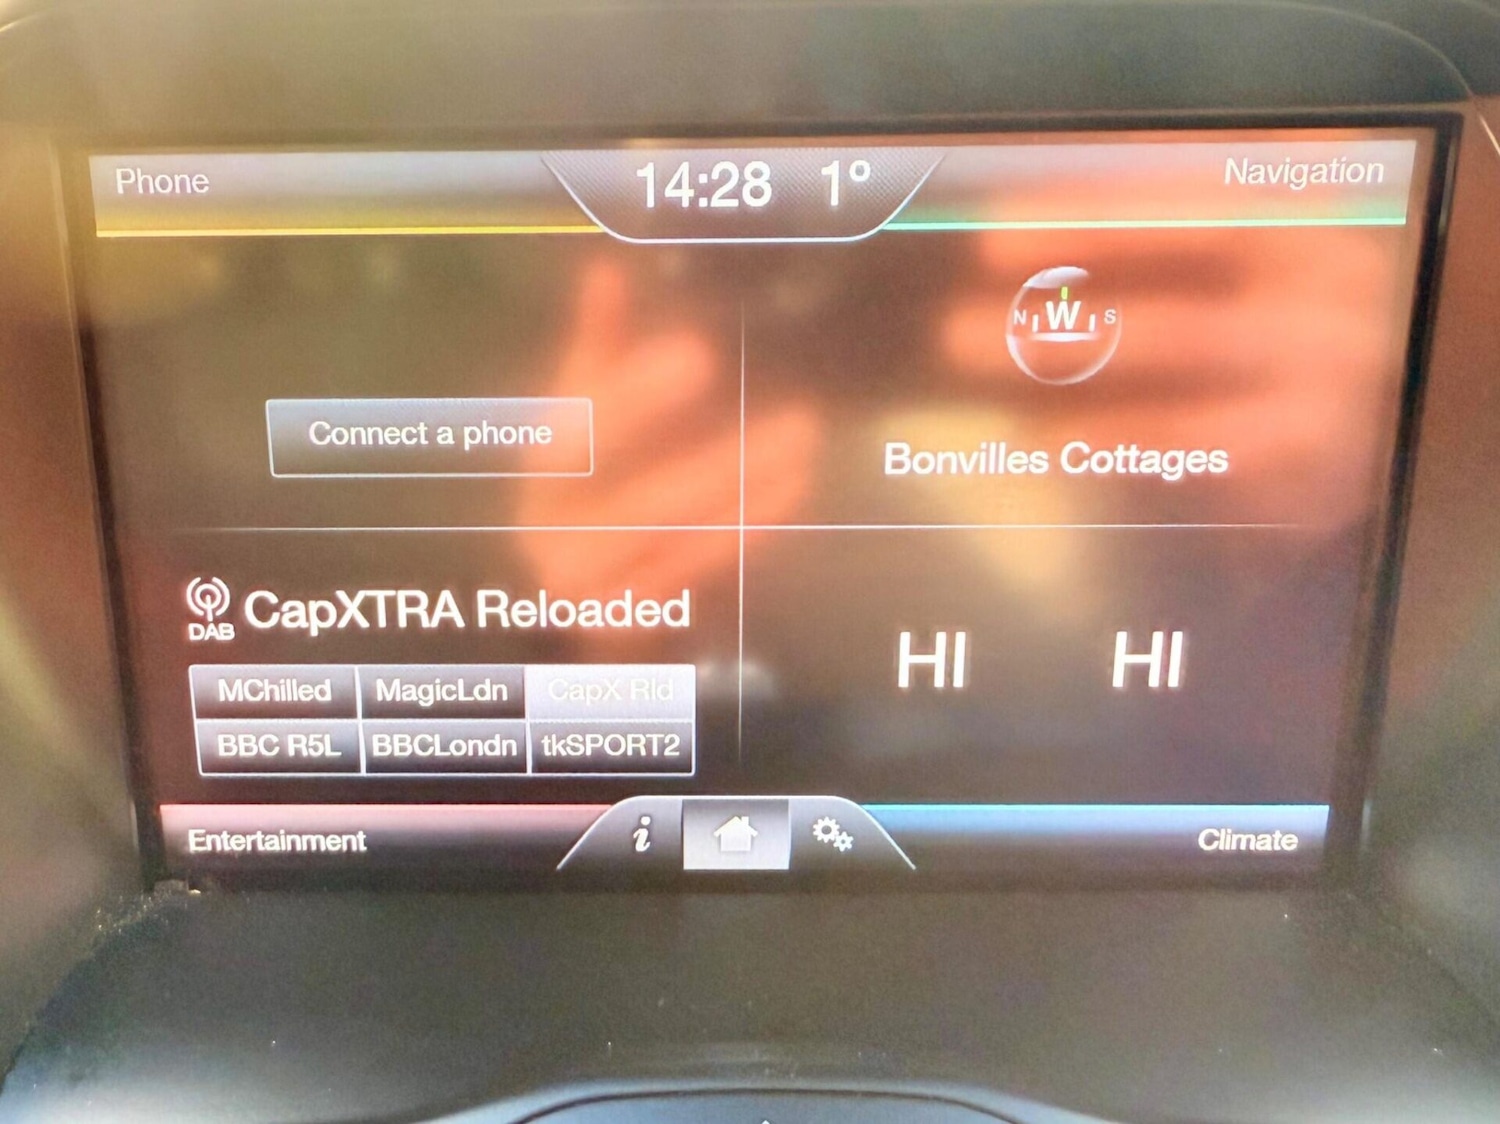 Phone
14:28 1°
Navigation
N W S
Connect a phone
Bonvilles Cottages
DAB
CapXTRA Reloaded
MChilled MagicLdn CapX Rld
BBC R5L BBCLondn tkSPORT2
HI HI
Entertainment
i
Climate